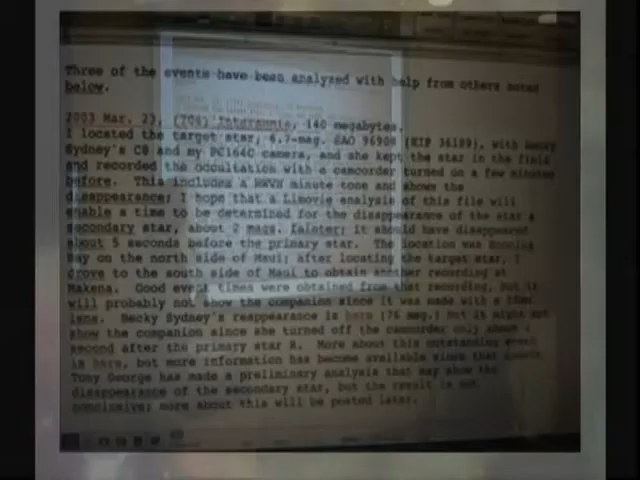 Three of the events have been analyzed with help from others noted
below.
2003 Mar. 23, (704) Interamnia, 140 megabytes.
I located the target star, 6.7-mag. SAO 96908 (HIP 36189), with Becky
Sydney's C8 and my PC164C camera, and she kept the star in the field
and recorded the occultation with a camcorder turned on a few minutes
before. This includes a WWVH minute tone and shows the
disappearance; I hope that a Limovie analysis of this file will
enable a time to be determined for the disappearance of the star's
secondary star, about 2 mags. fainter; it should have disappeared
about 5 seconds before the primary star. The location was
Bay on the north side of Maui; after locating the target star, I
drove to the south side of Maui to obtain another recording at
Makena. Good event times were obtained from that recording, but it
will probably not show the companion since it was made with a 50mm
lens. Becky Sydney's reappearance is here (76 meg.) but it might not
show the companion since she turned off the camcorder only about a
second after the primary star R. More about this outstanding event
is here, but more information has become available since that
Tony George has made a preliminary analysis that may show the
disappearance of the secondary star, but the result is not
conclusive; more about this will be posted later.